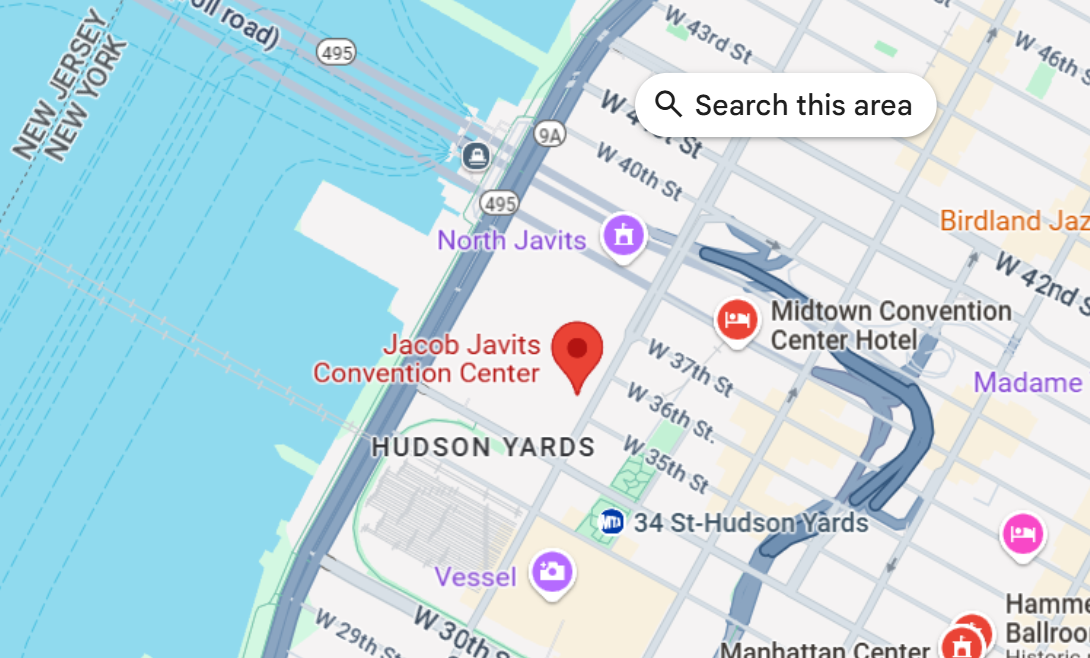 oll road)
495
NEW JERSEY
NEW YORK
W 43rd St
W 46th S
Search this area
9A
W 40th St
495
North Javits
Birdland Jaz
W 42nd S
Midtown Convention
Center Hotel
Jacob Javits
Convention Center
W 37th St
Madame
W 36th St.
HUDSON YARDS
W 35th St
MTA
34 St-Hudson Yards
Vessel
Hamme
Ballroo
Historic
W 29th St
W 30th S
Manhattan Center